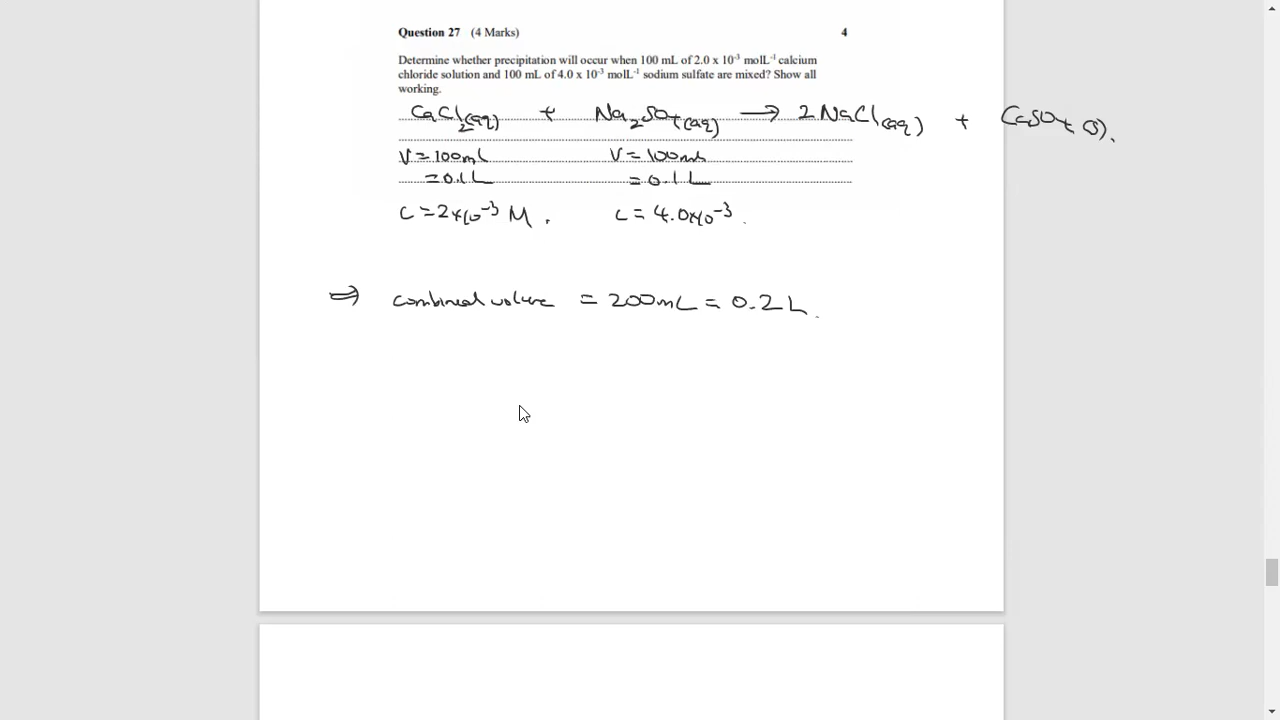 Question 27 (4 Marks) 4
Determine whether precipitation will occur when 100 mL of 2.0 x 10⁻³ molL⁻¹ calcium
chloride solution and 100 mL of 4.0 x 10⁻³ molL⁻¹ sodium sulfate are mixed? Show all
working.
CaCl₂(aq) + Na₂SO₄(aq) → 2NaCl(aq) + CaSO₄(s).
V=100mL V=100mL
=0.1L =0.1L
C=2×10⁻³ M. C=4.0×10⁻³.
⇒ combined volume = 200mL = 0.2L.